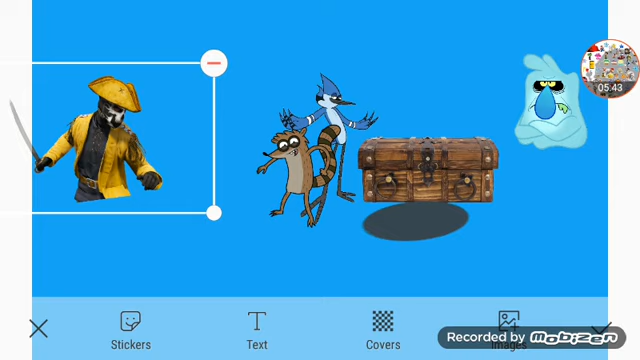 05:43
Stickers
Text
Covers
Images
Recorded by Mobizen